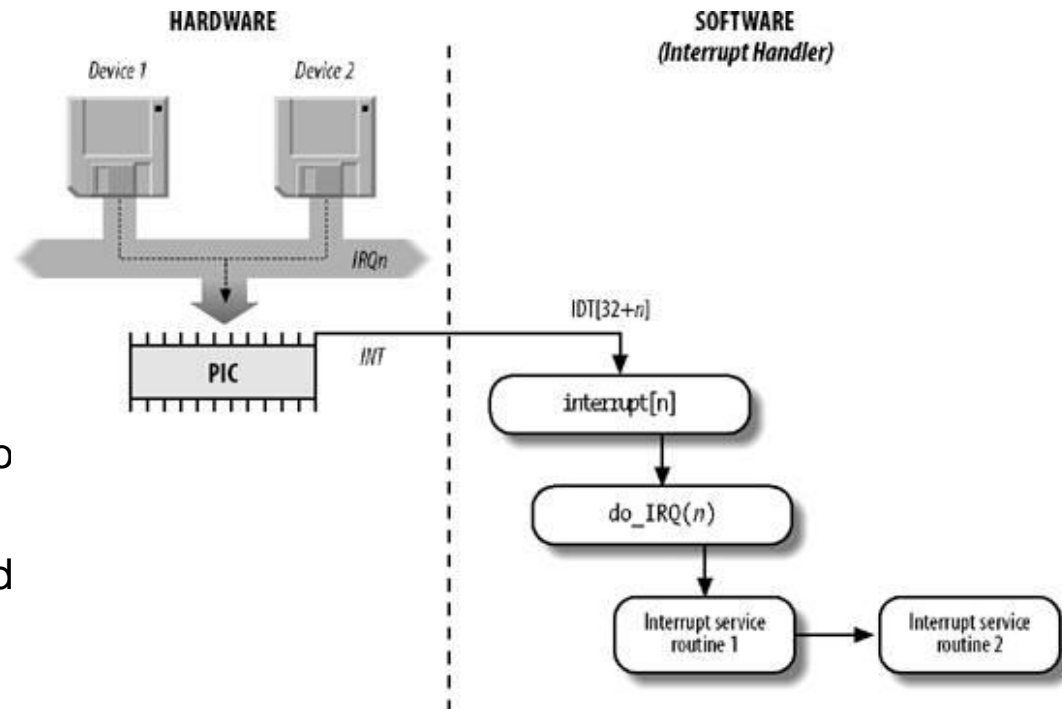 HARDWARE
SOFTWARE
(Interrupt Handler)
Device 1
Device 2
IRQn
IDT[32+n]
INT
PIC
interrupt[n]
do_IRQ(n)
Interrupt service
routine 1
Interrupt service
routine 2